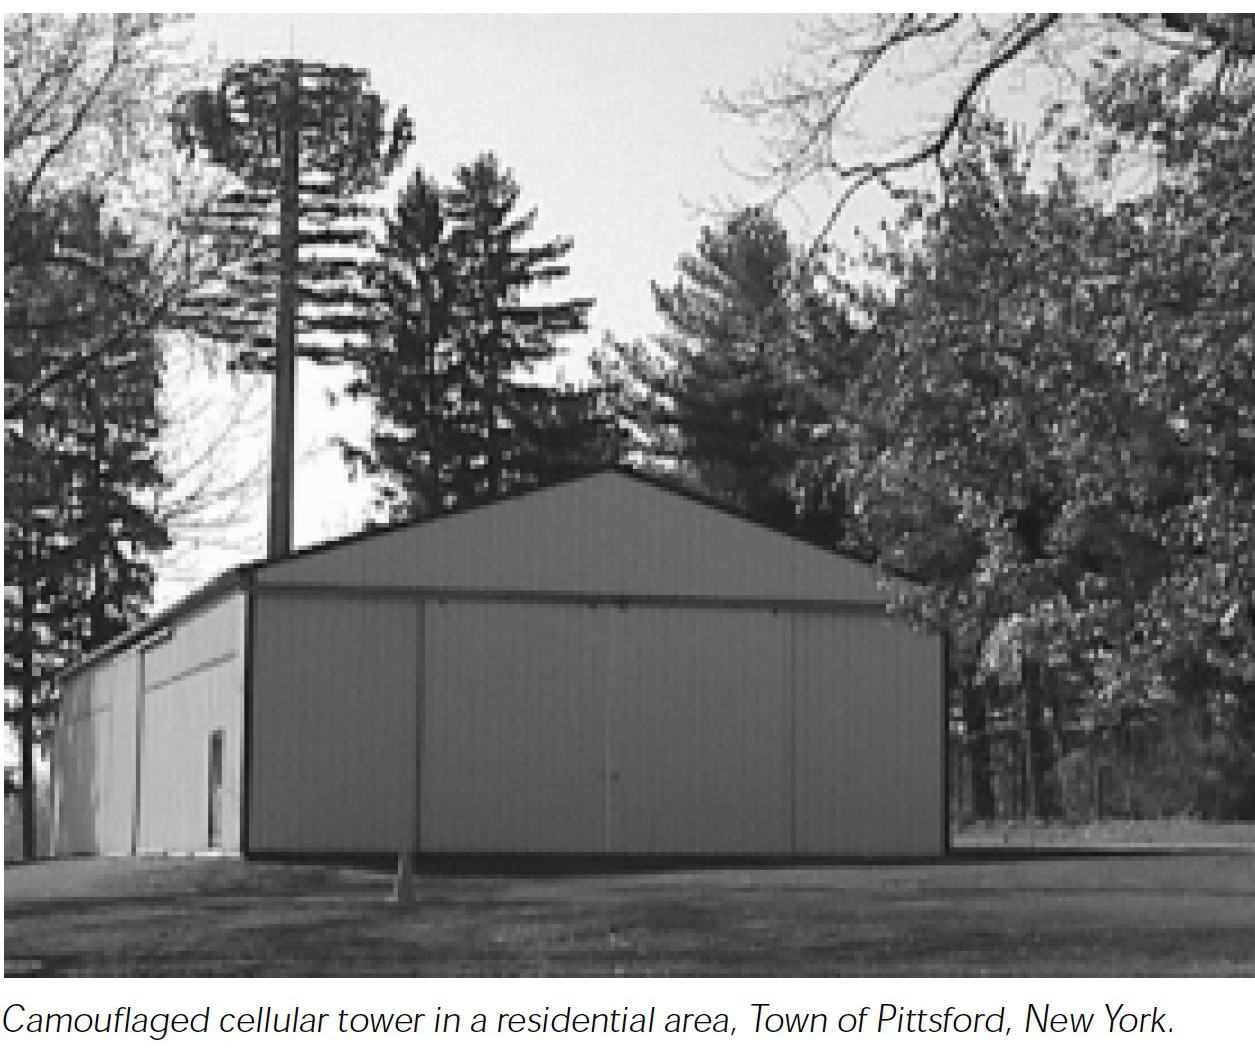 Camouflaged cellular tower in a residential area, Town of Pittsford, New York.